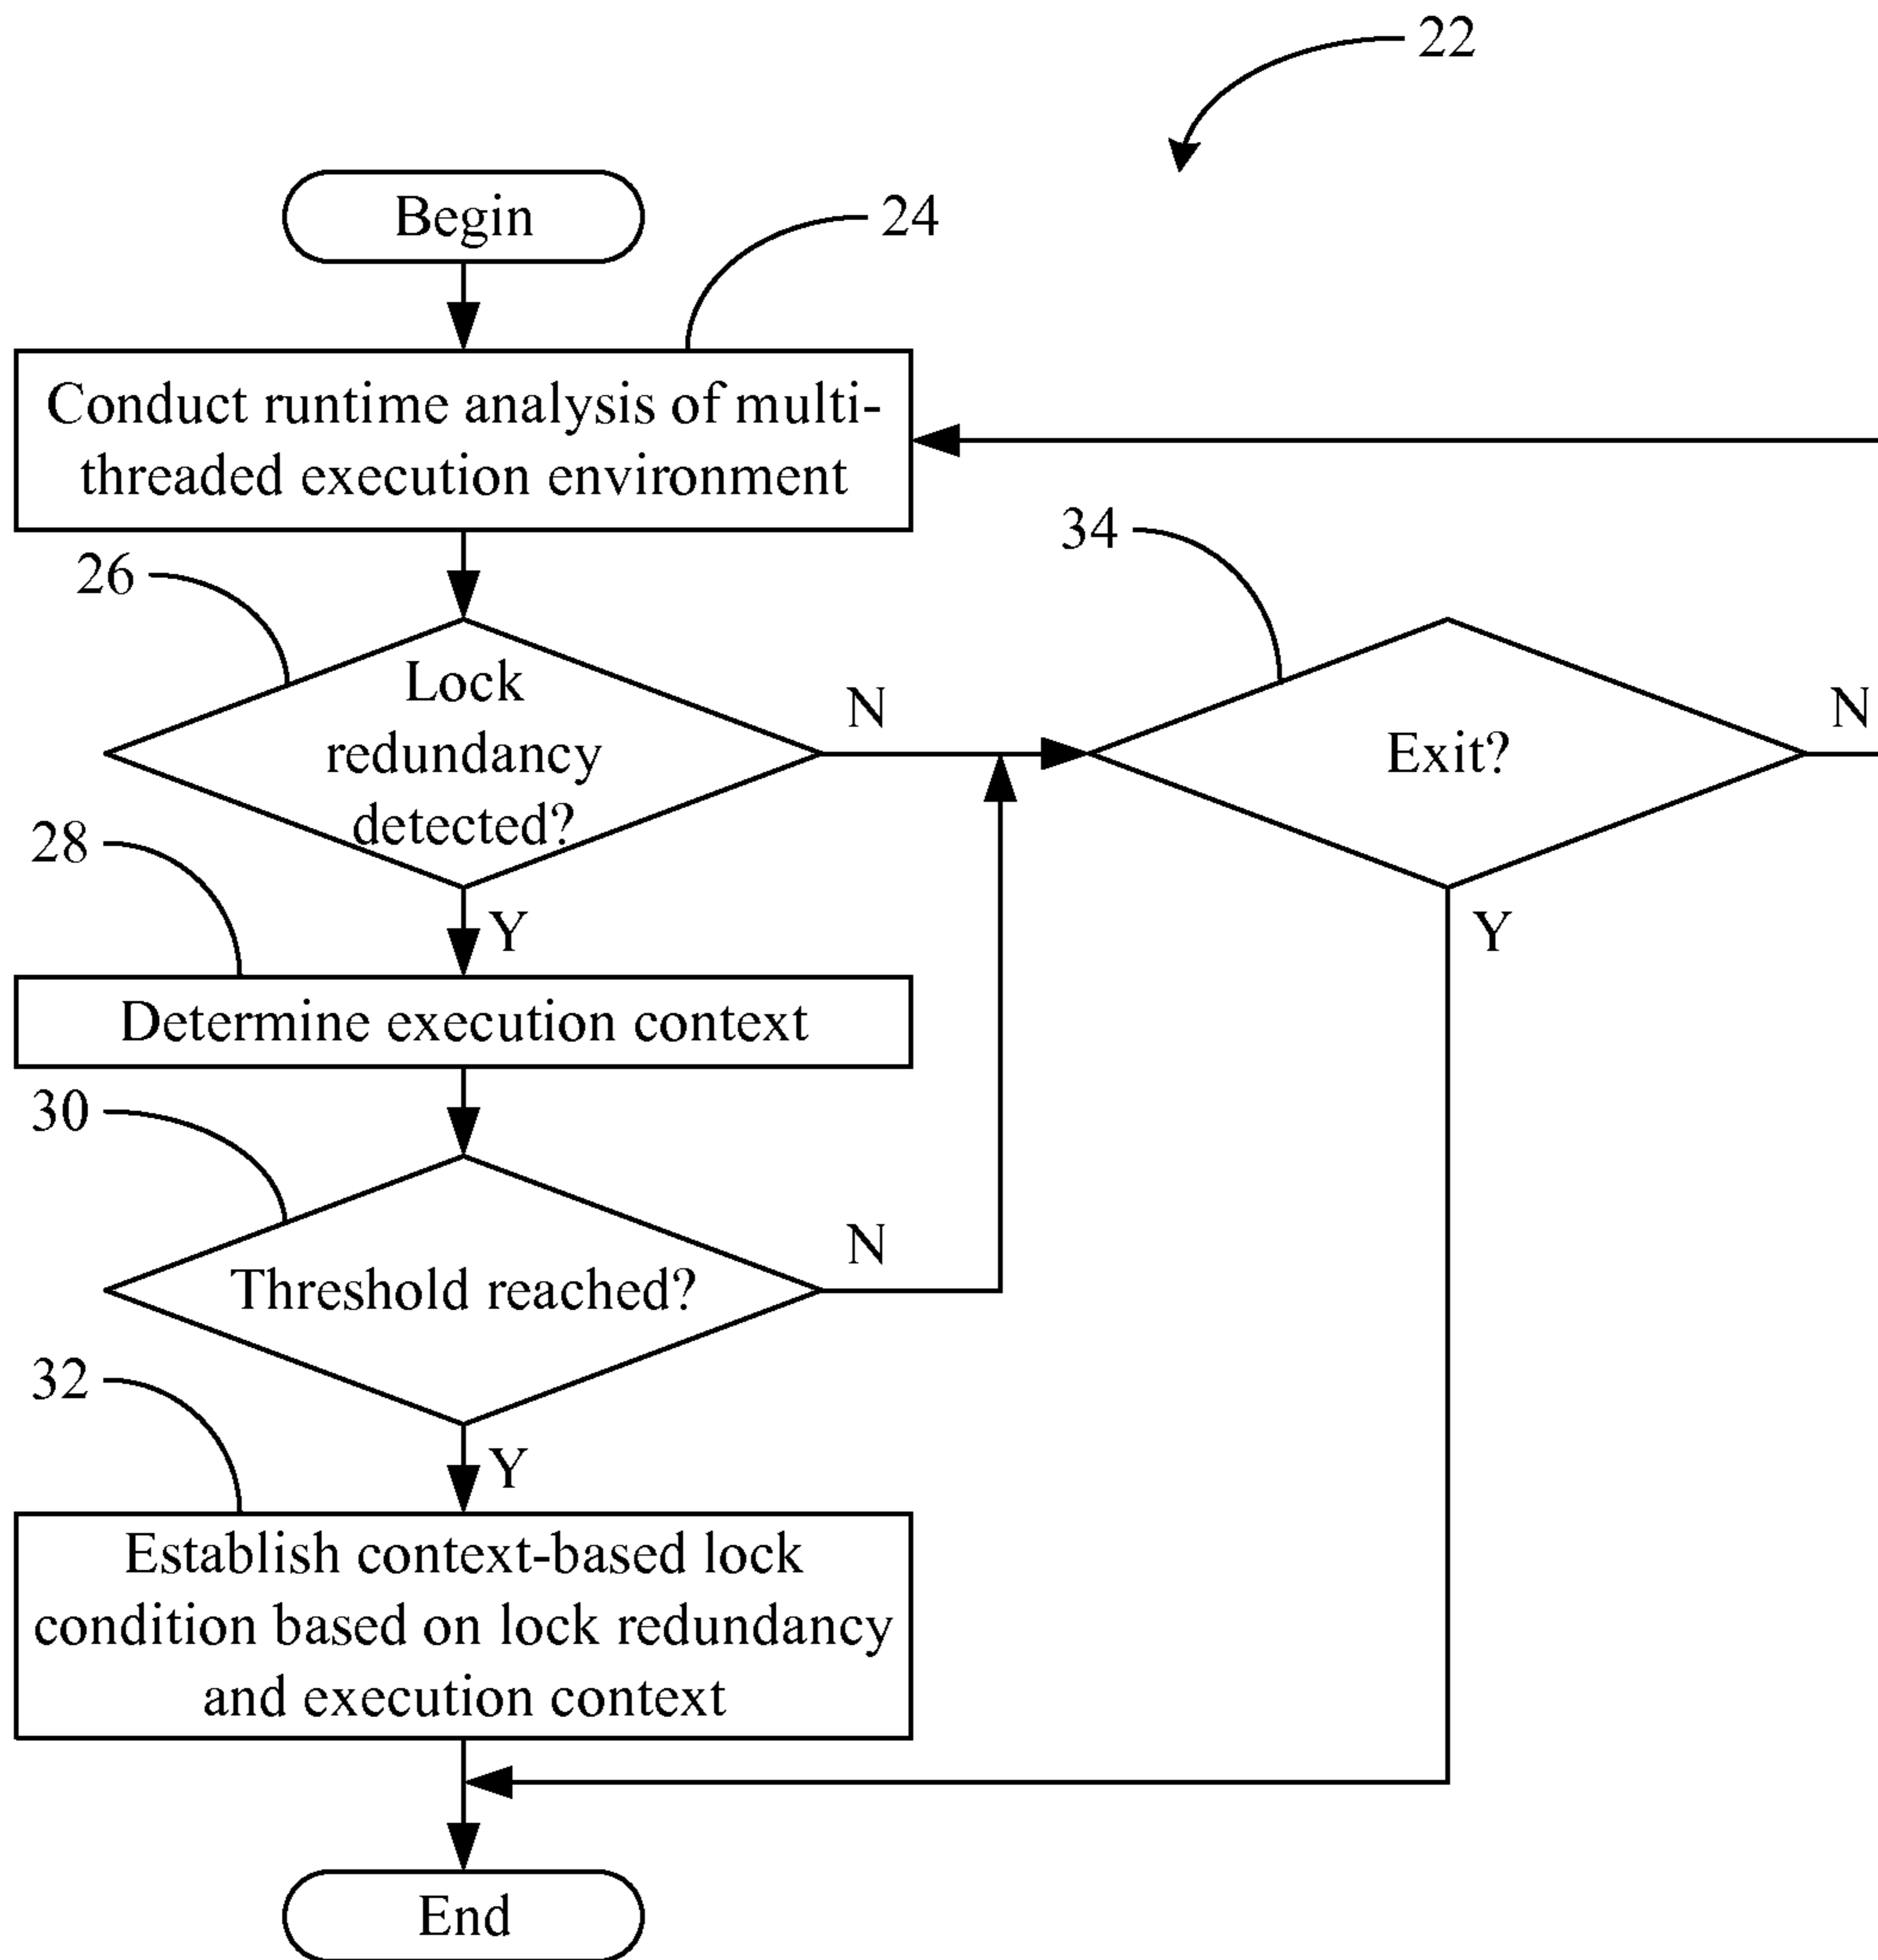 22
Begin
24
Conduct runtime analysis of multi-
threaded execution environment
34
26
Lock
redundancy
detected?
N
Exit?
N
28
Y
Y
Determine execution context
30
N
Threshold reached?
32
Y
Establish context-based lock
condition based on lock redundancy
and execution context
End